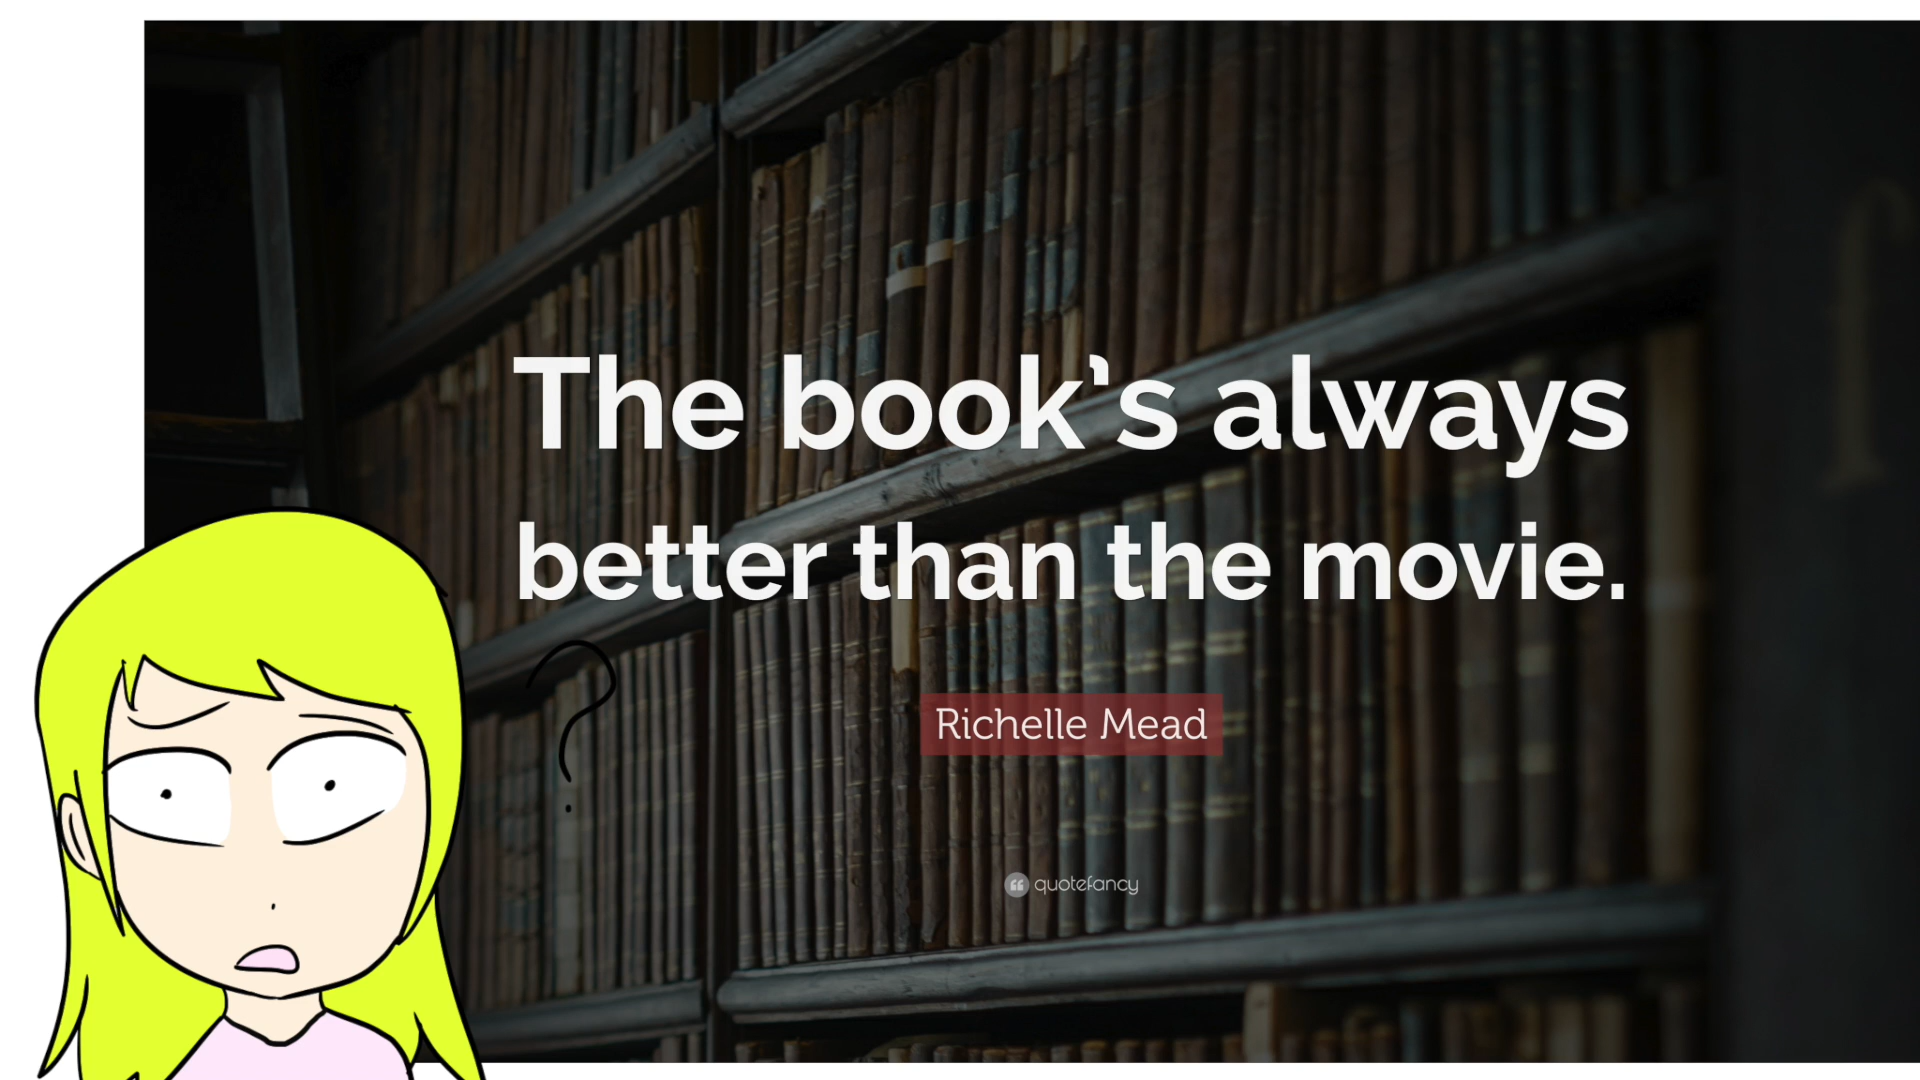 The book’s always
better than the movie.
?
Richelle Mead
quotefancy